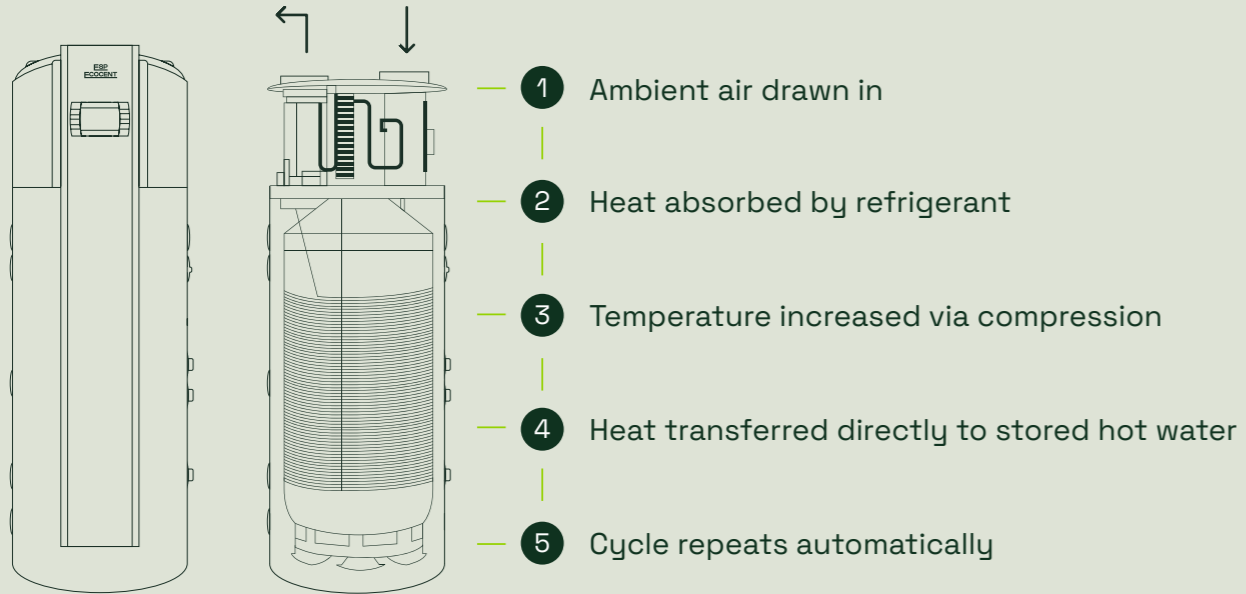 ESP
ECOCENT
1 Ambient air drawn in
2 Heat absorbed by refrigerant
3 Temperature increased via compression
4 Heat transferred directly to stored hot water
5 Cycle repeats automatically